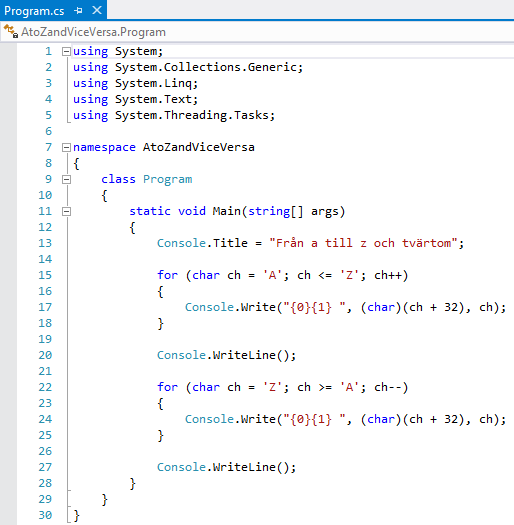 Program.cs
AtoZandViceVersa.Program
1 using System;
2 using System.Collections.Generic;
3 using System.Linq;
4 using System.Text;
5 using System.Threading.Tasks;
6
7 namespace AtoZandViceVersa
8 {
9     class Program
10     {
11         static void Main(string[] args)
12         {
13             Console.Title = "Från a till z och tvärtom";
14
15             for (char ch = 'A'; ch <= 'Z'; ch++)
16             {
17                 Console.Write("{0}{1} ", (char)(ch + 32), ch);
18             }
19
20             Console.WriteLine();
21
22             for (char ch = 'Z'; ch >= 'A'; ch--)
23             {
24                 Console.Write("{0}{1} ", (char)(ch + 32), ch);
25             }
26
27             Console.WriteLine();
28         }
29     }
30 }